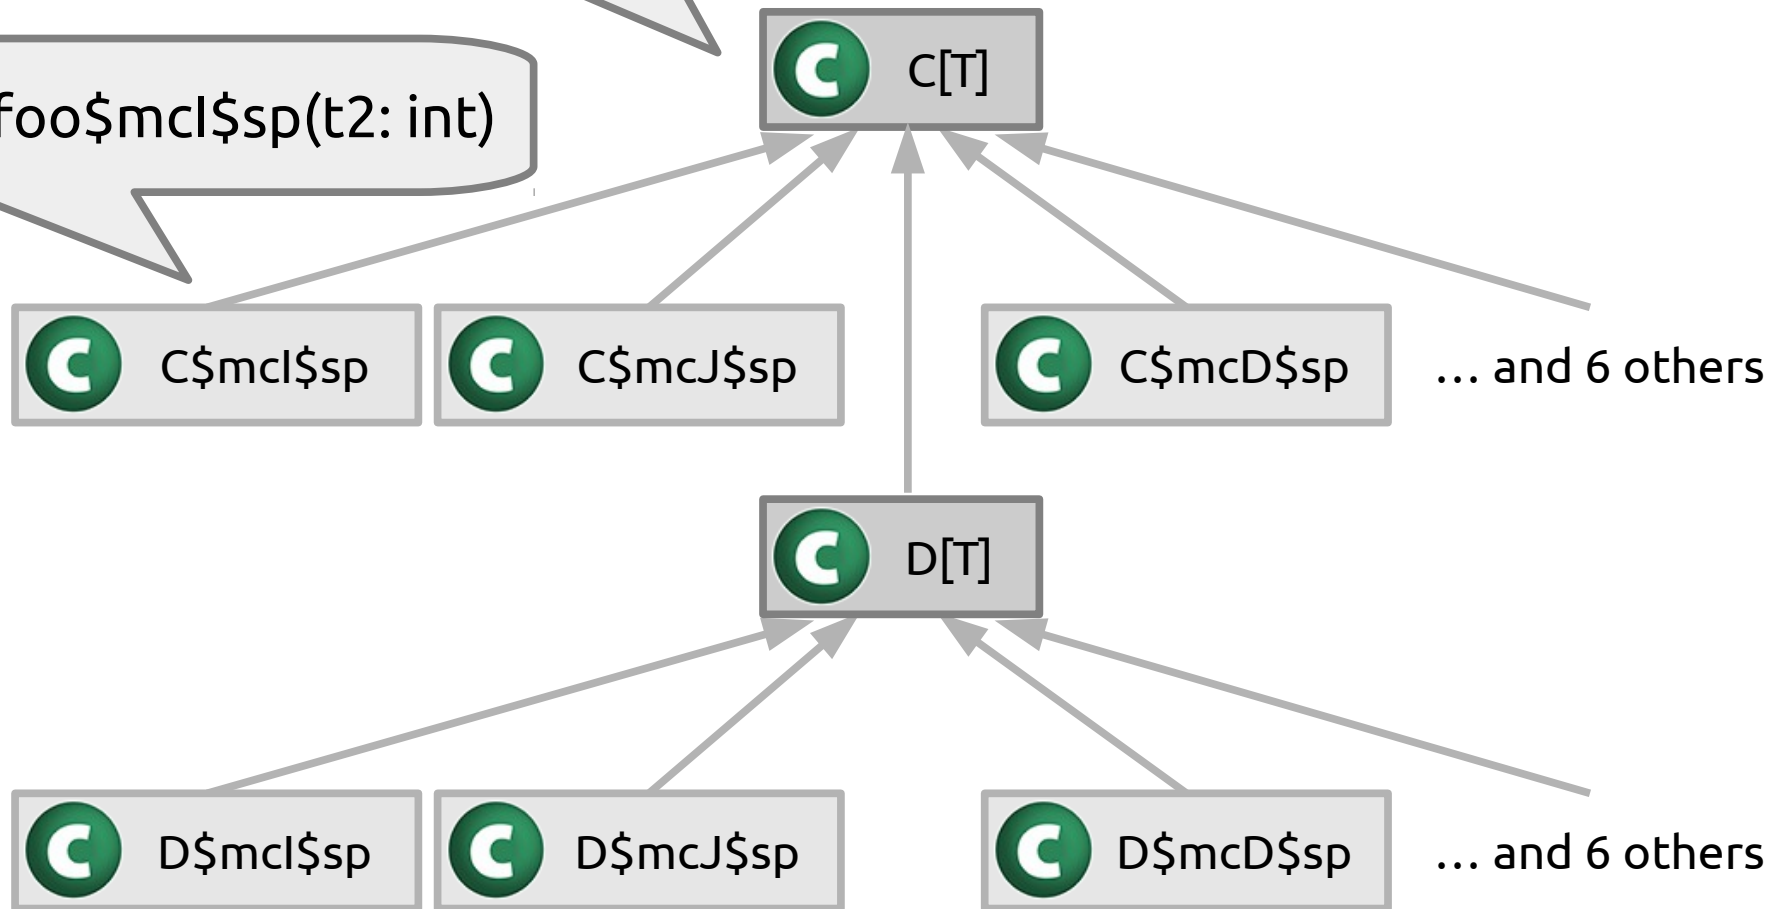 C[T]
foo$mcI$sp(t2: int)
C$mcI$sp
C$mcJ$sp
C$mcD$sp
... and 6 others
D[T]
D$mcI$sp
D$mcJ$sp
D$mcD$sp
... and 6 others